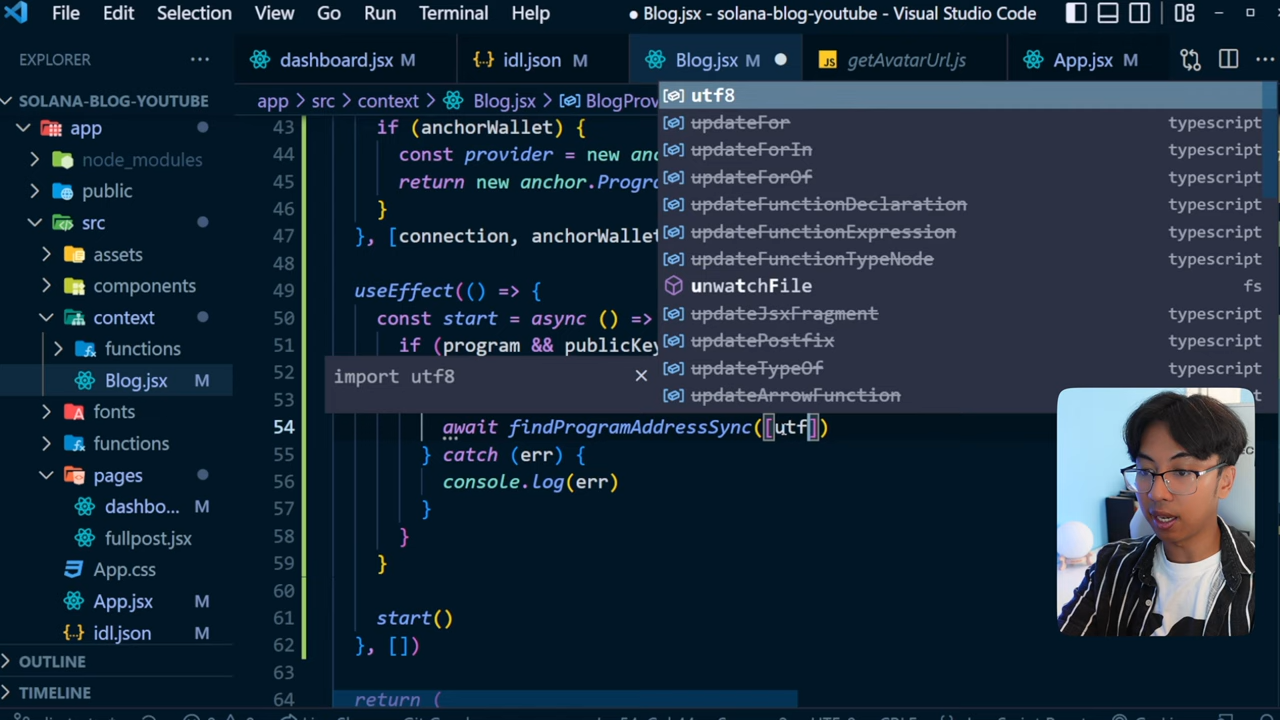 File Edit Selection View Go Run Terminal Help ● Blog.jsx - solana-blog-youtube - Visual Studio Code
EXPLORER ···
dashboard.jsx M
{..} idl.json M
Blog.jsx M ●
JS getAvatarUrl.js
App.jsx M
···
SOLANA-BLOG-YOUTUBE
app
node_modules
public
src
assets
components
context
functions
Blog.jsx M
fonts
functions
pages
dashbo... M
fullpost.jsx
App.css
App.jsx M
{..} idl.json M
OUTLINE
TIMELINE
app > src > context > Blog.jsx > BlogProv
43 if (anchorWallet) {
44 const provider = new anc
45 return new anchor.Progra
46 }
47 }, [connection, anchorWallet
48
49 useEffect(() => {
50 const start = async () =>
51 if (program && publicKey
52
53
54 await findProgramAddressSync([utf])
55 } catch (err) {
56 console.log(err)
57 }
58 }
59 }
60
61 start()
62 }, [])
63
64 return (
import utf8 ×
utf8
updateFor typescript
updateForIn typescript
updateForOf typescript
updateFunctionDeclaration typescript
updateFunctionExpression typescript
updateFunctionTypeNode typescript
unwatchFile fs
updateJsxFragment typescript
updatePostfix typescript
updateTypeOf typescript
updateArrowFunction typescript